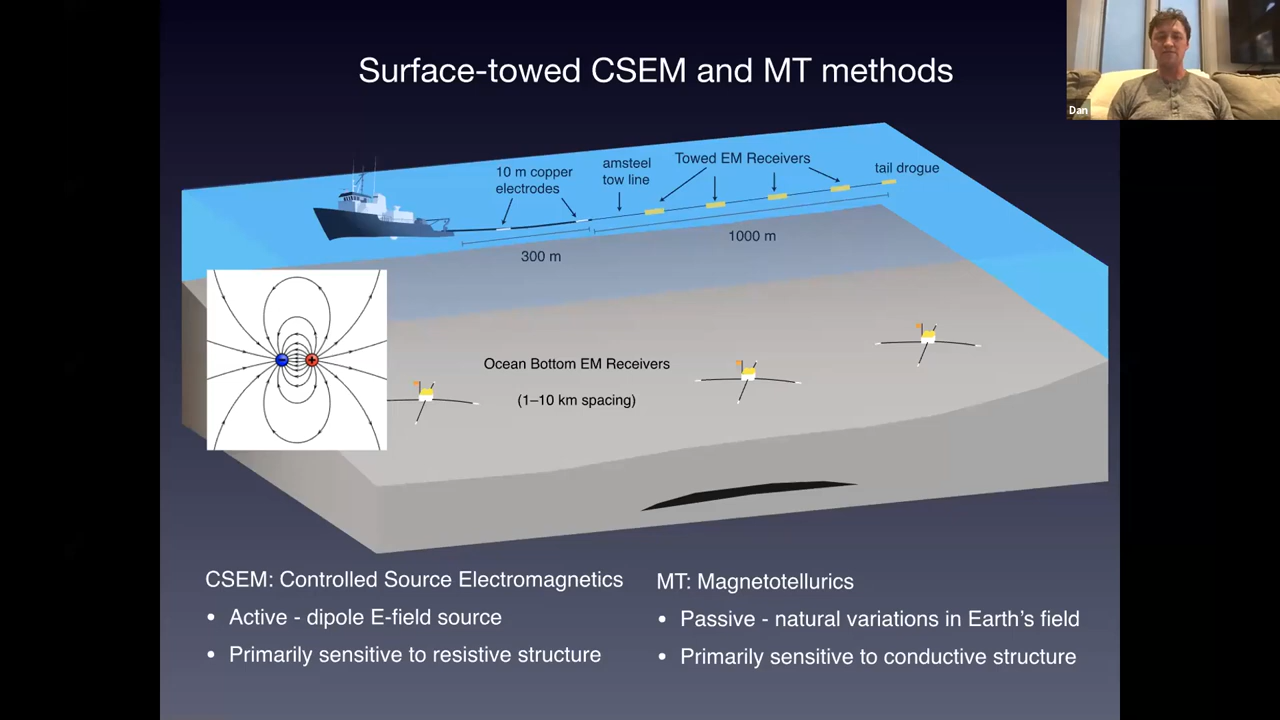 Surface-towed CSEM and MT methods
Dan
10 m copper
electrodes
amsteel
tow line
Towed EM Receivers
tail drogue
300 m
1000 m
Ocean Bottom EM Receivers
(1–10 km spacing)
-
+
CSEM: Controlled Source Electromagnetics
• Active - dipole E-field source
• Primarily sensitive to resistive structure
MT: Magnetotellurics
• Passive - natural variations in Earth’s field
• Primarily sensitive to conductive structure